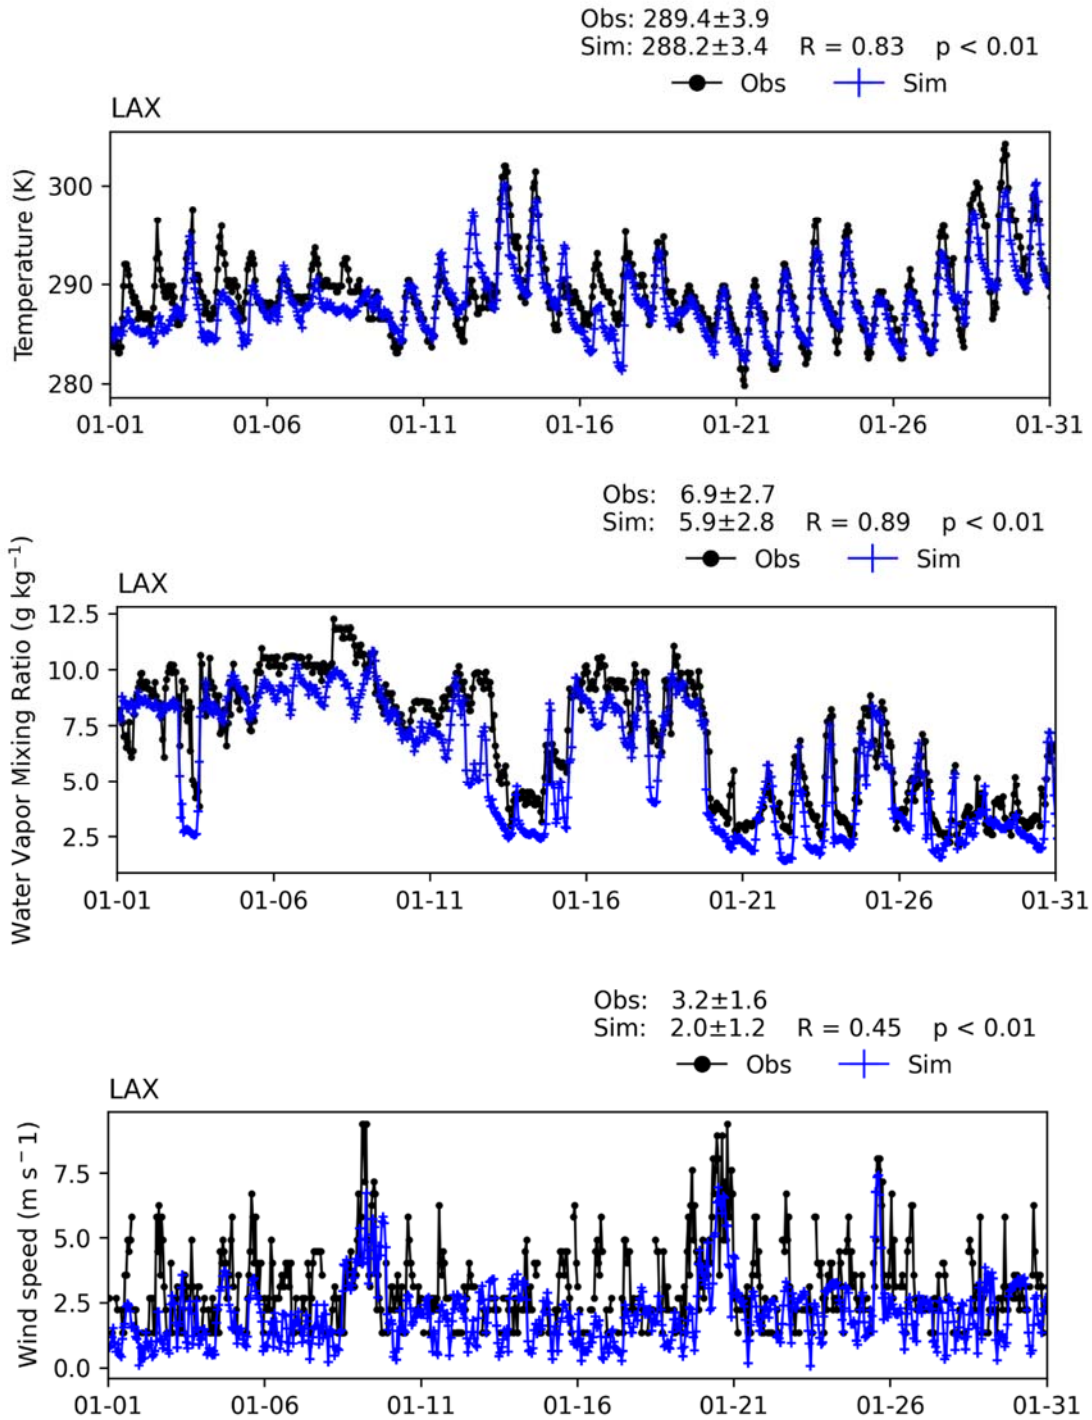 Obs: 289.4±3.9
Sim: 288.2±3.4 R = 0.83 p < 0.01
Obs Sim
LAX
Temperature (K)
300
290
280
01-01 01-06 01-11 01-16 01-21 01-26 01-31
Obs: 6.9±2.7
Sim: 5.9±2.8 R = 0.89 p < 0.01
Obs Sim
LAX
Water Vapor Mixing Ratio (g kg⁻¹)
12.5
10.0
7.5
5.0
2.5
01-01 01-06 01-11 01-16 01-21 01-26 01-31
Obs: 3.2±1.6
Sim: 2.0±1.2 R = 0.45 p < 0.01
Obs Sim
LAX
Wind speed (m s⁻1)
7.5
5.0
2.5
0.0
01-01 01-06 01-11 01-16 01-21 01-26 01-31